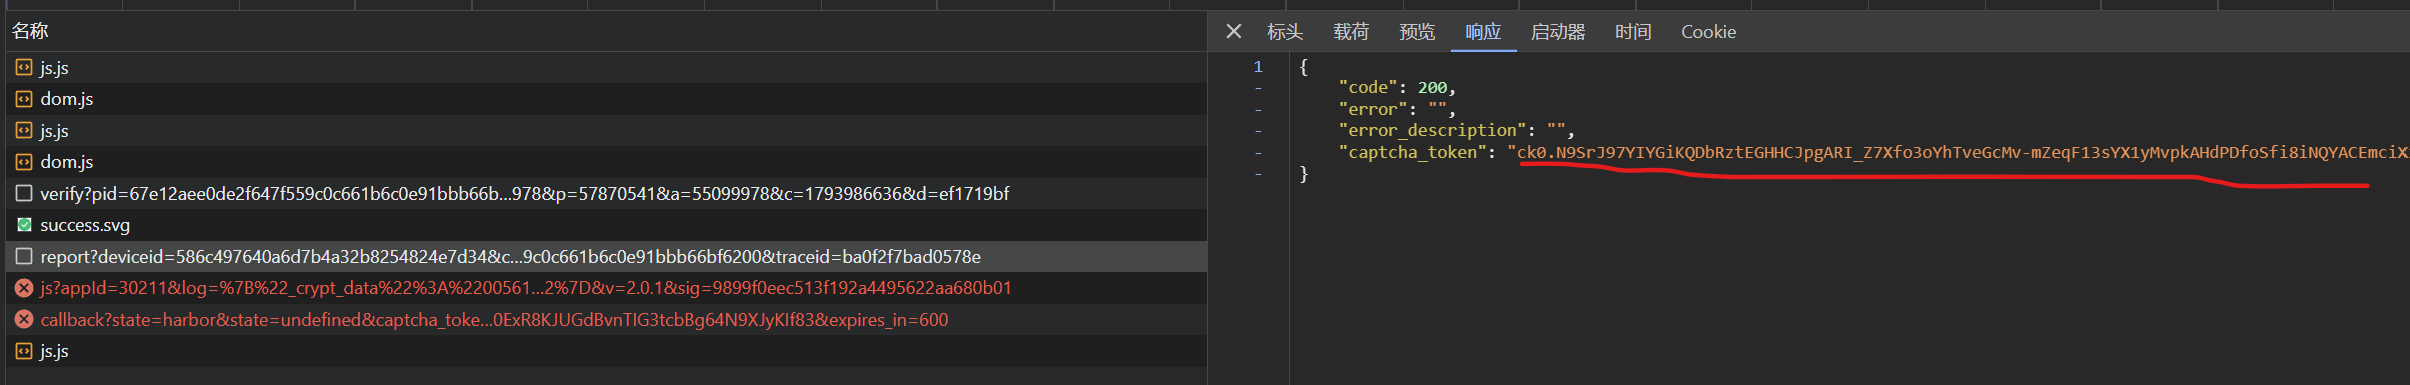 名称
js.js
dom.js
js.js
dom.js
verify?pid=67e12aee0de2f647f559c0c661b6c0e91bbb66b...978&p=57870541&a=55099978&c=1793986636&d=ef1719bf
success.svg
report?deviceid=586c497640a6d7b4a32b8254824e7d34&c...9c0c661b6c0e91bbb66bf6200&traceid=ba0f2f7bad0578e
js?appId=30211&log=%7B%22_crypt_data%22%3A%2200561...2%7D&v=2.0.1&sig=9899f0eec513f192a4495622aa680b01
callback?state=harbor&state=undefined&captcha_toke...0ExR8KJUGdBvnTIG3tcbBg64N9XJyKIf83&expires_in=600
js.js
标头 载荷 预览 响应 启动器 时间 Cookie
1 {
- "code": 200,
- "error": "",
- "error_description": "",
- "captcha_token": "ck0.N9SrJ97YIYGiKQDbRztEGHHCJpgARI_Z7Xfo3oYhTveGcMv-mZeqF13sYX1yMvpkAHdPDfoSfi8iNQYACEmciX
- }